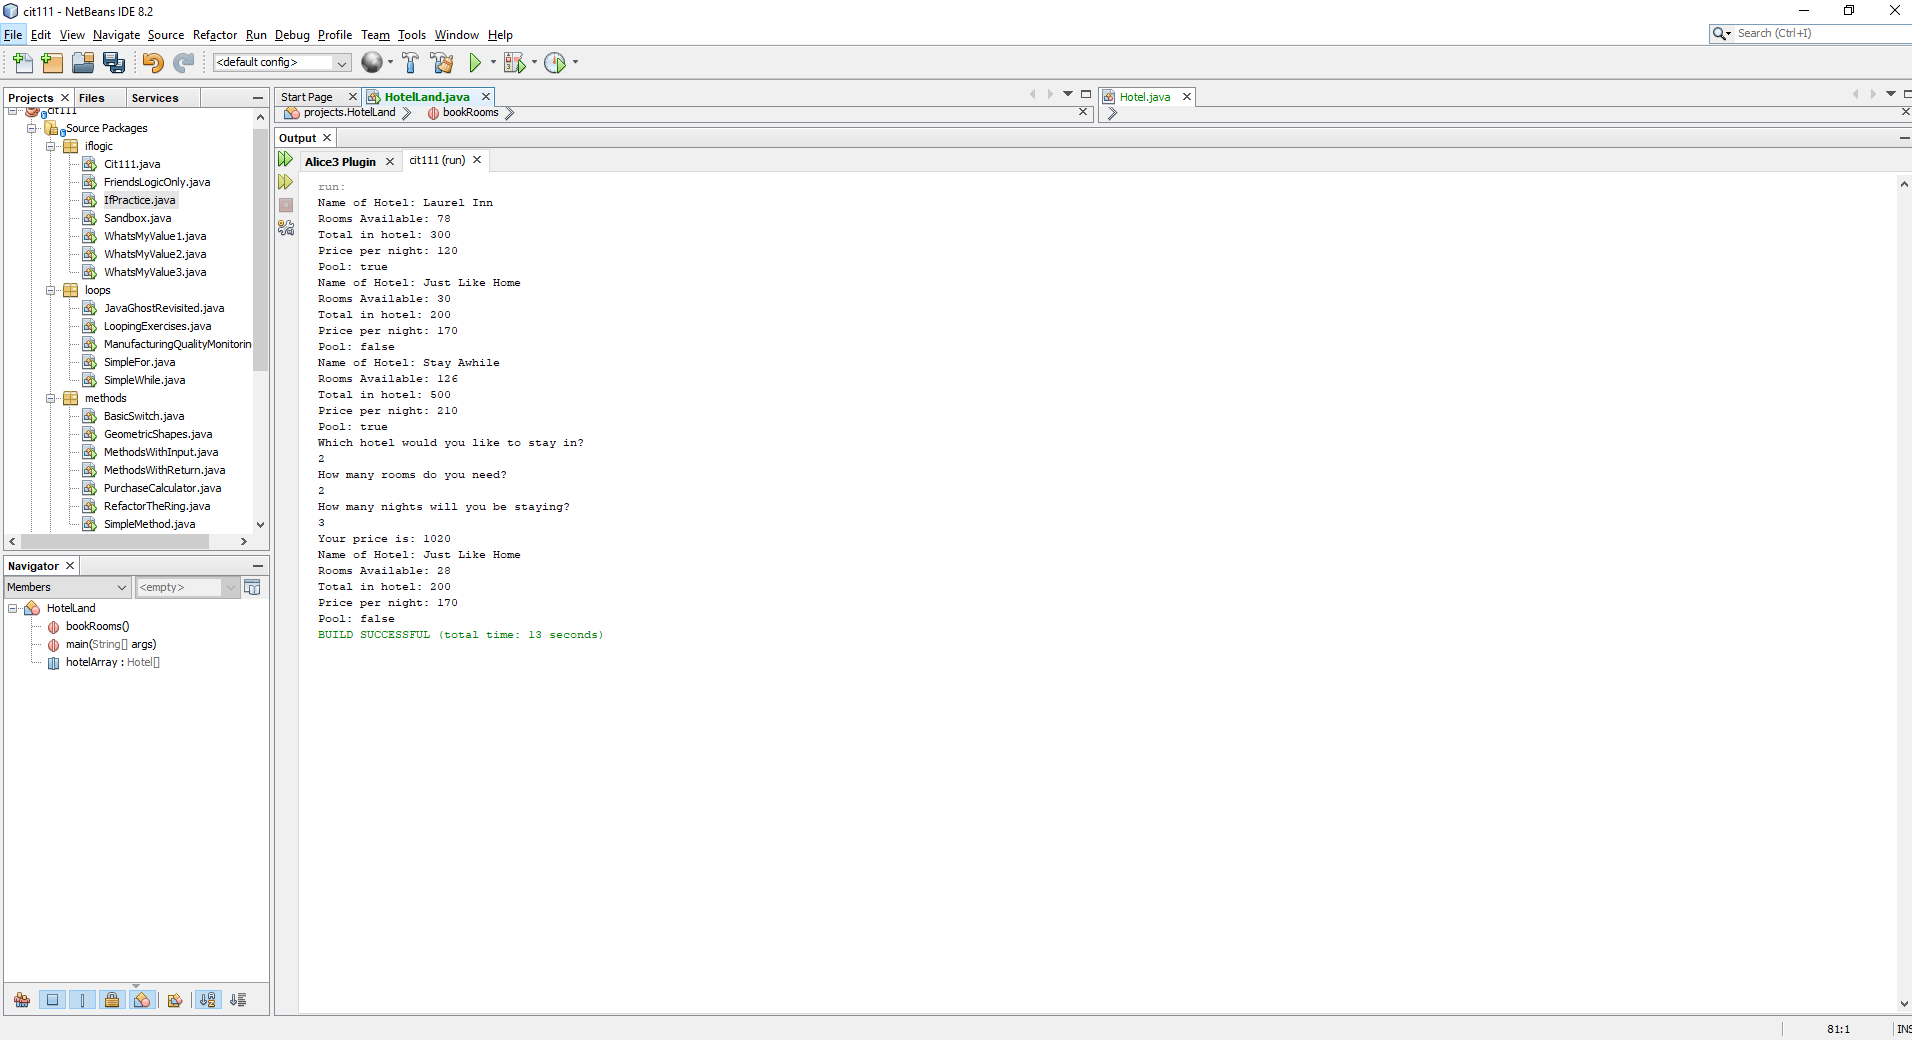 cit111 - NetBeans IDE 8.2
File Edit View Navigate Source Refactor Run Debug Profile Team Tools Window Help
Search (Ctrl+I)
<default config>
Projects Files Services
Start Page HotelLand.java
Hotel.java
projects.HotelLand bookRooms
cit111
Source Packages
iflogic
Cit111.java
FriendsLogicOnly.java
IfPractice.java
Sandbox.java
WhatsMyValue1.java
WhatsMyValue2.java
WhatsMyValue3.java
loops
JavaGhostRevisited.java
LoopingExercises.java
ManufacturingQualityMonitorin
SimpleFor.java
SimpleWhile.java
methods
BasicSwitch.java
GeometricShapes.java
MethodsWithInput.java
MethodsWithReturn.java
PurchaseCalculator.java
RefactorTheRing.java
SimpleMethod.java
Navigator
Members <empty>
HotelLand
bookRooms()
main(String[] args)
hotelArray : Hotel[]
Output
Alice3 Plugin cit111 (run)
run:
Name of Hotel: Laurel Inn
Rooms Available: 78
Total in hotel: 300
Price per night: 120
Pool: true
Name of Hotel: Just Like Home
Rooms Available: 30
Total in hotel: 200
Price per night: 170
Pool: false
Name of Hotel: Stay Awhile
Rooms Available: 126
Total in hotel: 500
Price per night: 210
Pool: true
Which hotel would you like to stay in?
2
How many rooms do you need?
2
How many nights will you be staying?
3
Your price is: 1020
Name of Hotel: Just Like Home
Rooms Available: 28
Total in hotel: 200
Price per night: 170
Pool: false
BUILD SUCCESSFUL (total time: 13 seconds)
81:1 INS